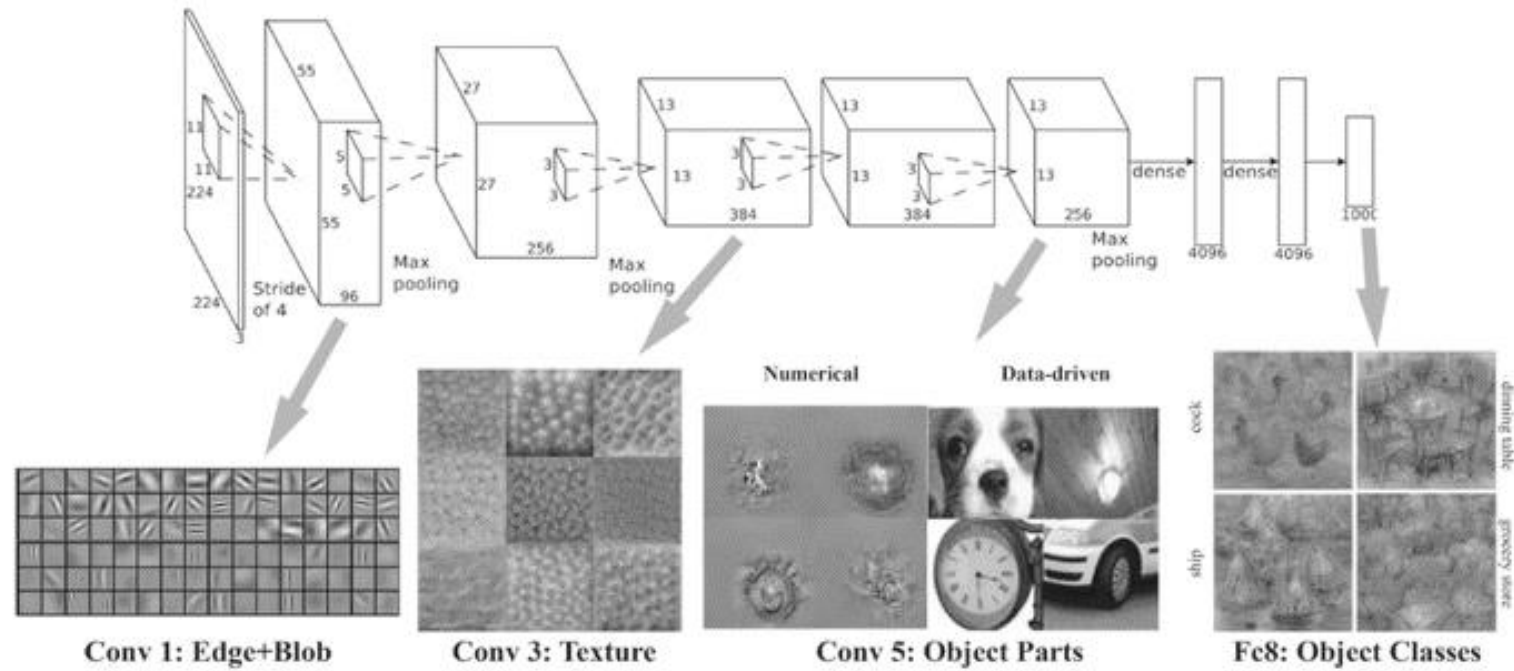 55
27
13
13
13
11
5
3
3
3
11
5
3
3
3
224
55
27
13
13
13
dense
dense
384
384
256
1000
256
Max
pooling
4096
4096
224
Stride
of 4
96
Max
pooling
Max
pooling
3
Numerical
Data-driven
cock
dinning table
ship
grocery store
Conv 1: Edge+Blob
Conv 3: Texture
Conv 5: Object Parts
Fc8: Object Classes